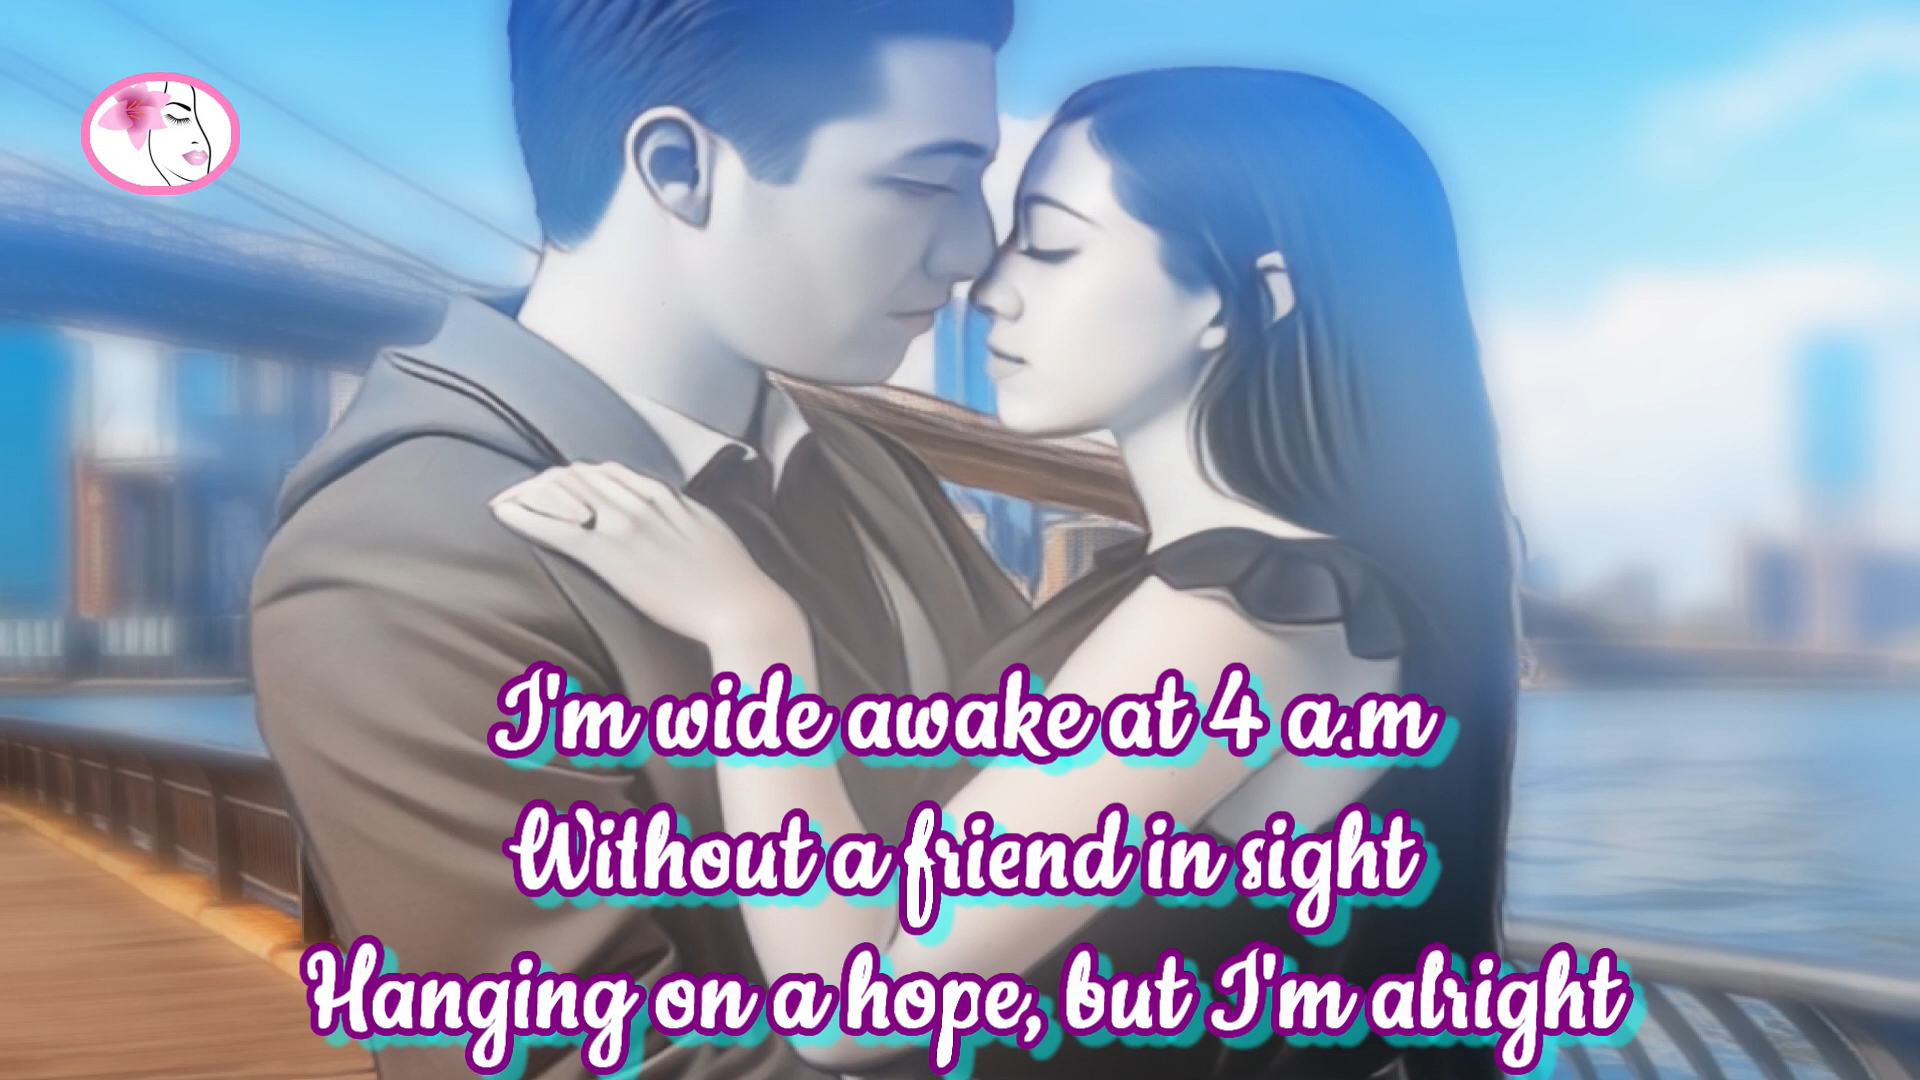 I'm wide awake at 4 a.m
Without a friend in sight
Hanging on a hope, but I'm alright